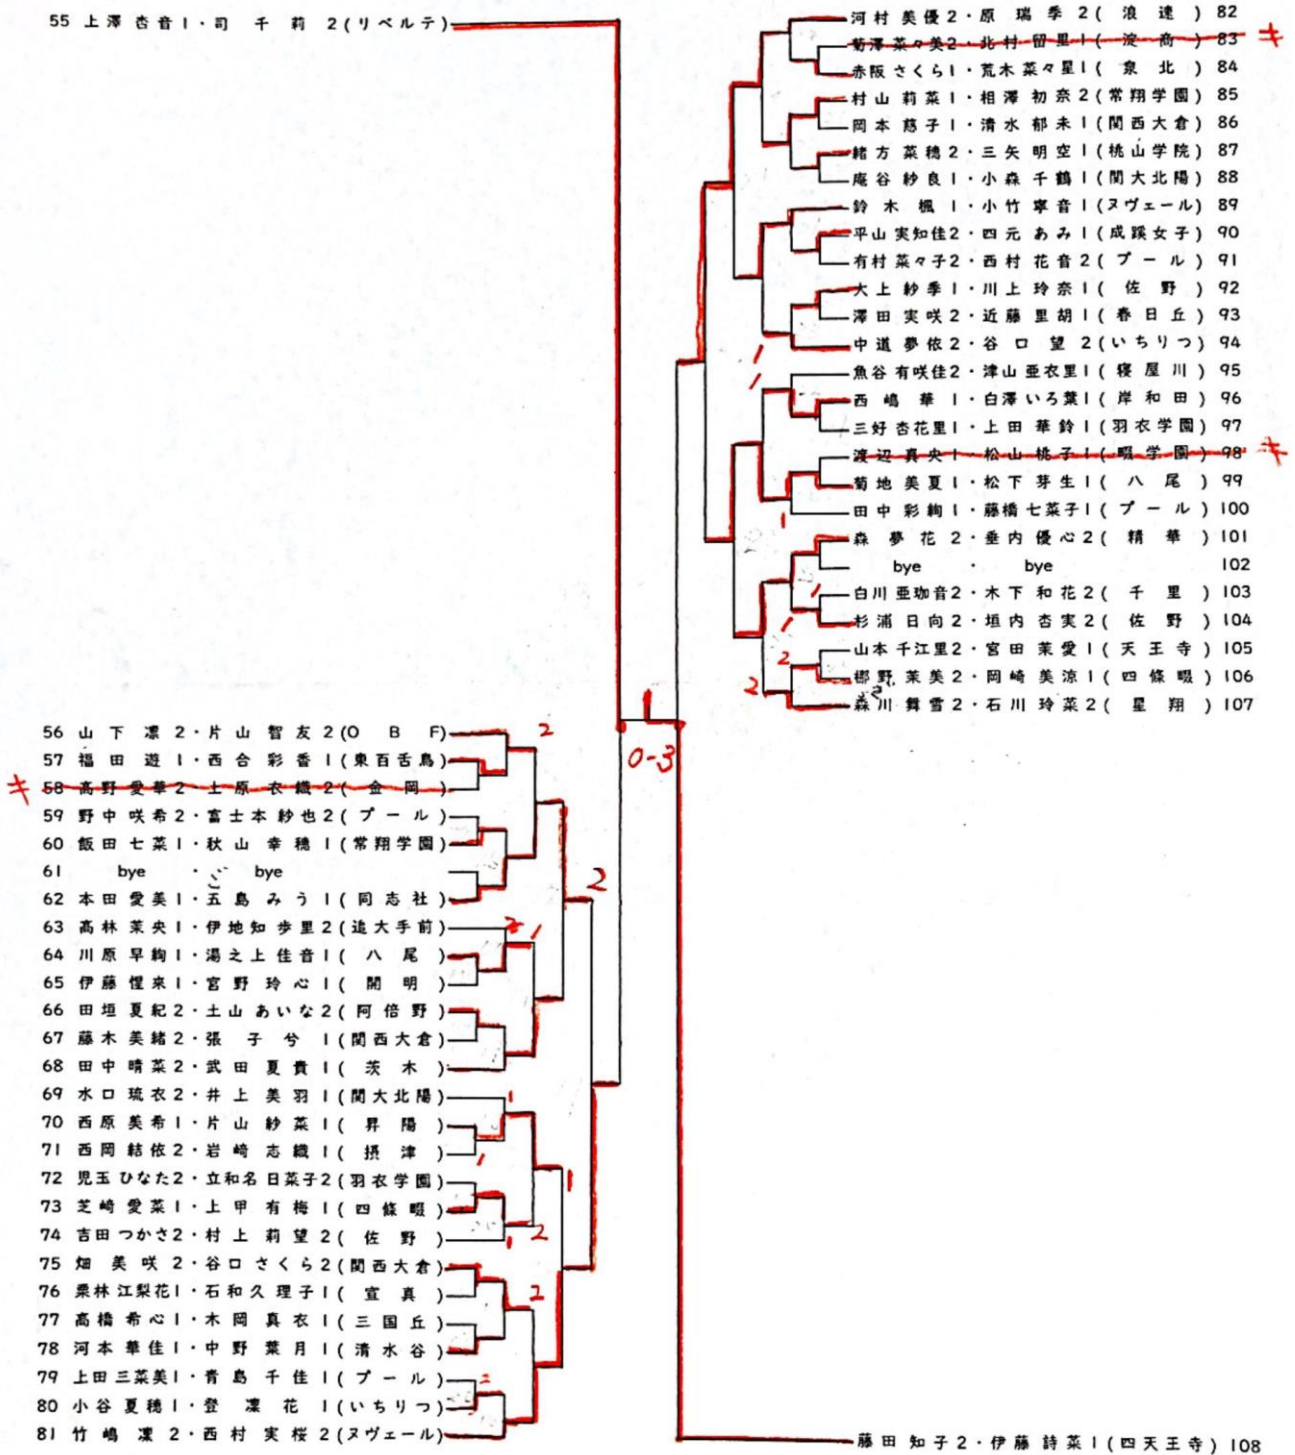 55 上澤 杏音1・司 千莉 2(リベルテ)
56 山下 凛2・片山 智友2(OBF) 2
57 福田 遊 1・西合 彩香1(東百舌鳥)
キ 58 高野 愛華2・土原 衣織2(金岡)
59 野中 咲希2・富士本 紗也2(プール)
60 飯田 七菜1・秋山 幸穂1(常翔学園)
61 bye ・ bye
62 本田 愛美1・五島 みう1(同志社)
2
63 高林 茉央1・伊地知 歩里2(追大手前) 2 1
64 川原 早絢1・湯之上 佳音1(八尾)
65 伊藤 惺来1・宮野 玲心1(開明)
66 田垣 夏紀2・土山 あいな2(阿倍野)
67 藤木 美緒2・張 子兮 1(関西大倉)
68 田中 晴菜2・武田 夏貴1(茨木)
69 水口 琉衣2・井上 美羽1(関大北陽) 1
70 西原 美希1・片山 紗菜1(昇陽)
71 西岡 結依2・岩崎 志織1(摂津) 1
72 児玉 ひなた2・立和名 日菜子2(羽衣学園) 1
73 芝崎 愛菜1・上甲 有梅1(四條畷)
74 吉田 つかさ2・村上 莉望2(佐野) 1 2
75 畑 美咲 2・谷口 さくら2(関西大倉)
76 栗林 江梨花1・石和 久理子1(宣真) 2
77 高橋 希心1・木岡 真衣1(三国丘)
78 河本 華佳1・中野 葉月1(清水谷)
79 上田 三菜美1・青島 千佳1(プール) 2
80 小谷 夏穂1・登 凜花 1(いちりつ)
81 竹嶋 凜2・西村 実桜2(ヌヴェール)
0-3
河村 美優2・原 瑞季2(浪速) 82
菊澤 菜々美2・北村 留里1(淀商) 83 キ
赤阪 さくら1・荒木 菜々星1(泉北) 84
村山 莉菜1・相澤 初奈2(常翔学園) 85
岡本 慈子1・清水 郁未1(関西大倉) 86
緒方 菜穂2・三矢 明空1(桃山学院) 87
庵谷 紗良1・小森 千鶴1(関大北陽) 88
鈴木 楓 1・小竹 寧音1(ヌヴェール) 89
平山 実知佳2・四元 あみ1(成蹊女子) 90
有村 菜々子2・西村 花音2(プール) 91
大上 紗季1・川上 玲奈1(佐野) 92
澤田 実咲2・近藤 里胡1(春日丘) 93
中道 夢依2・谷口 望2(いちりつ) 94
1
1
魚谷 有咲佳2・津山 亜衣里1(寝屋川) 95
西嶋 華 1・白澤 いろ葉1(岸和田) 96
三好 杏花里1・上田 華鈴1(羽衣学園) 97
渡辺 真央1・松山 桃子1(畷学園) 98 キ
菊地 美夏1・松下 芽生1(八尾) 99
1 田中 彩絢1・藤橋 七菜子1(プール) 100
森 夢花 2・垂内 優心2(精華) 101
bye ・ bye 102
1 白川 亜珈音2・木下 和花2(千里) 103
1 杉浦 日向2・垣内 杏実2(佐野) 104
2 山本 千江里2・宮田 茉愛1(天王寺) 105
2 梛野 茉美2・岡崎 美涼1(四條畷) 106
森川 舞雪2・石川 玲菜2(星翔) 107
藤田 知子2・伊藤 詩菜1(四天王寺) 108